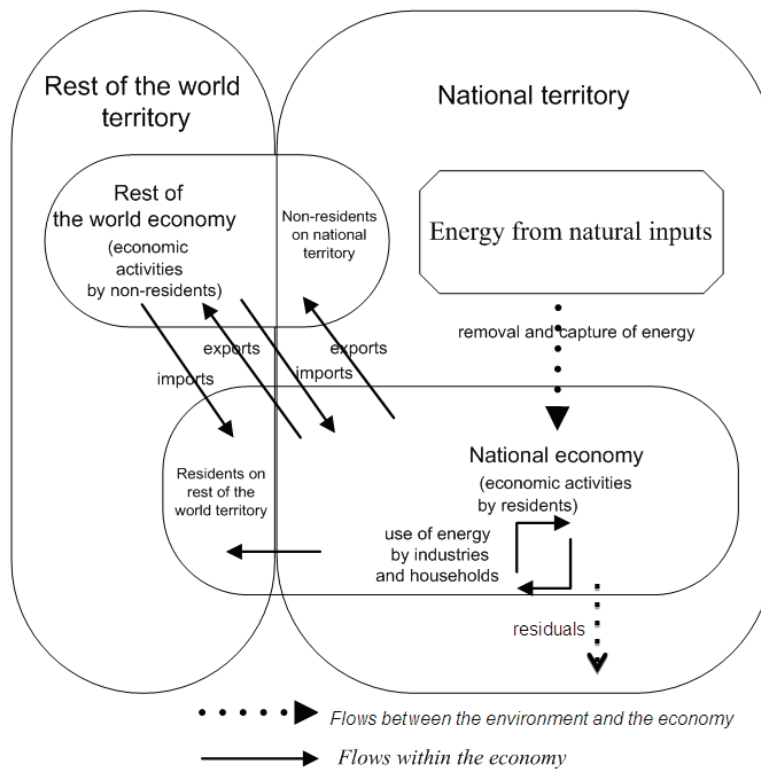 Rest of the world
territory
National territory
Rest of
the world economy
(economic
activities
by non-residents)
Non-residents
on national
territory
Energy from natural inputs
removal and capture of energy
exports
exports
imports
imports
National economy
(economic activities
by residents)
Residents on
rest of the
world territory
use of energy
by industries
and households
residuals
Flows between the environment and the economy
Flows within the economy